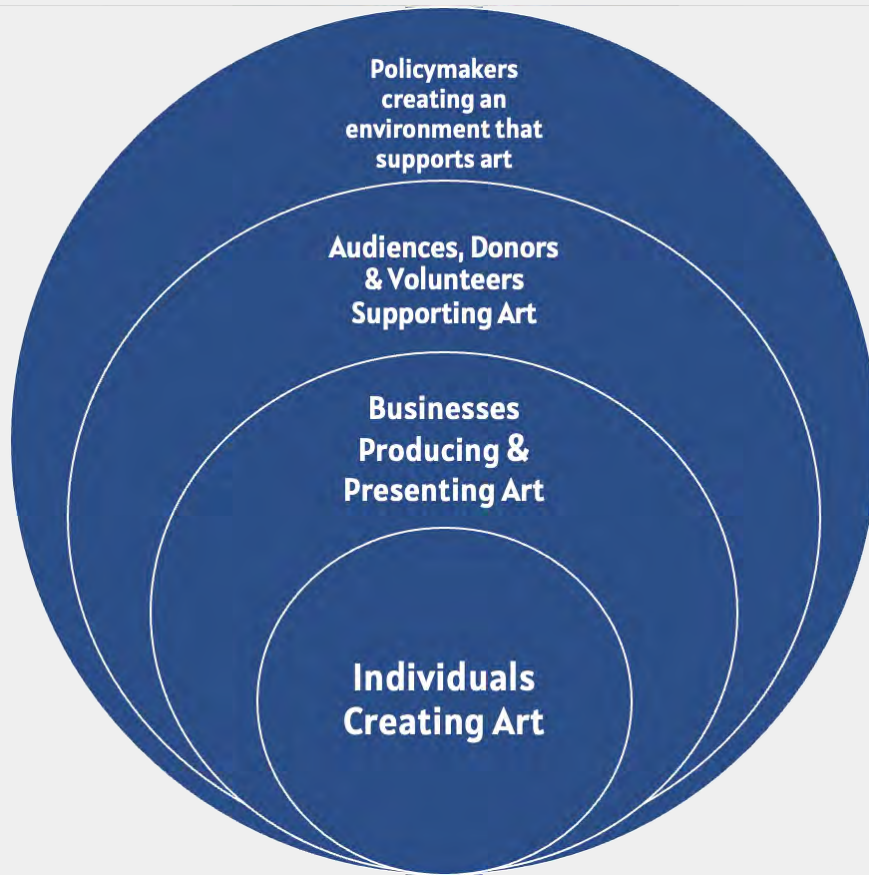 Policymakers
creating an
environment that
supports art
Audiences, Donors
& Volunteers
Supporting Art
Businesses
Producing &
Presenting Art
Individuals
Creating Art